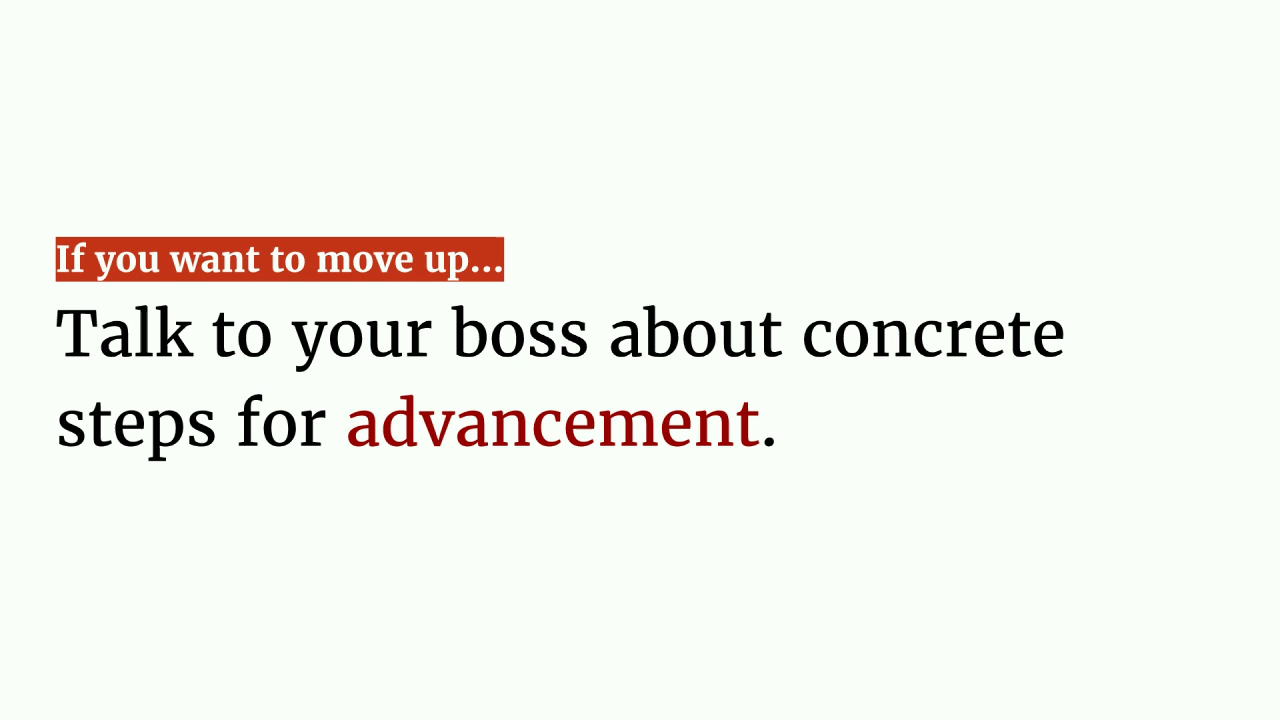 If you want to move up...
Talk to your boss about concrete
steps for advancement.